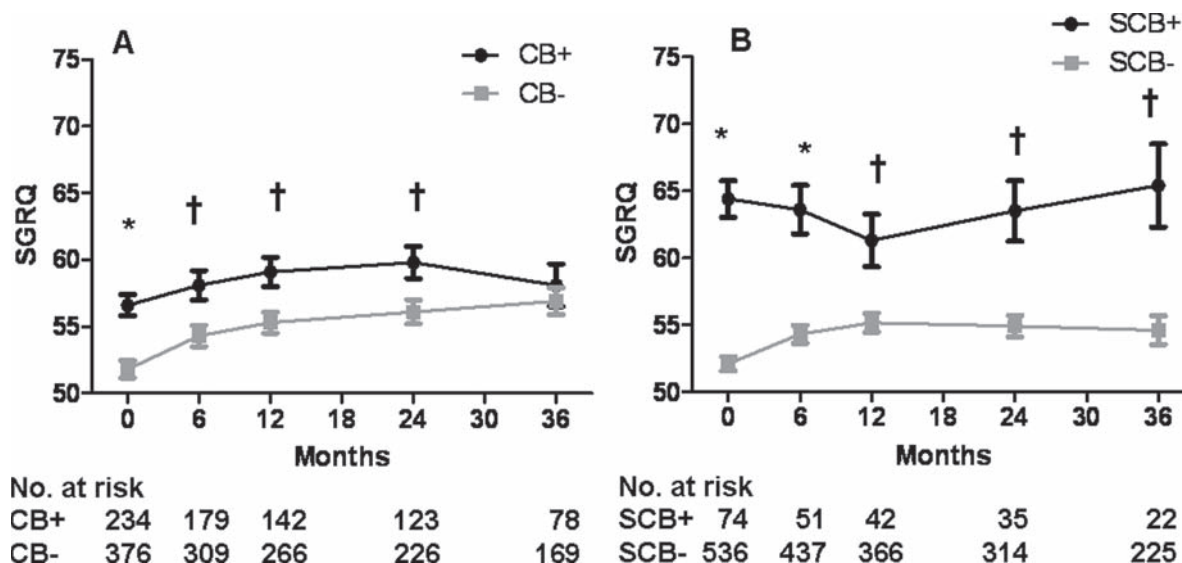 A
CB+
CB-
75
70
65
60
55
50
SGRQ
*
†
†
†
0 6 12 18 24 30 36
Months
No. at risk
CB+ 234 179 142 123 78
CB- 376 309 266 226 169
B
SCB+
SCB-
75
70
65
60
55
50
SGRQ
*
*
†
†
†
0 6 12 18 24 30 36
Months
No. at risk
SCB+ 74 51 42 35 22
SCB- 536 437 366 314 225